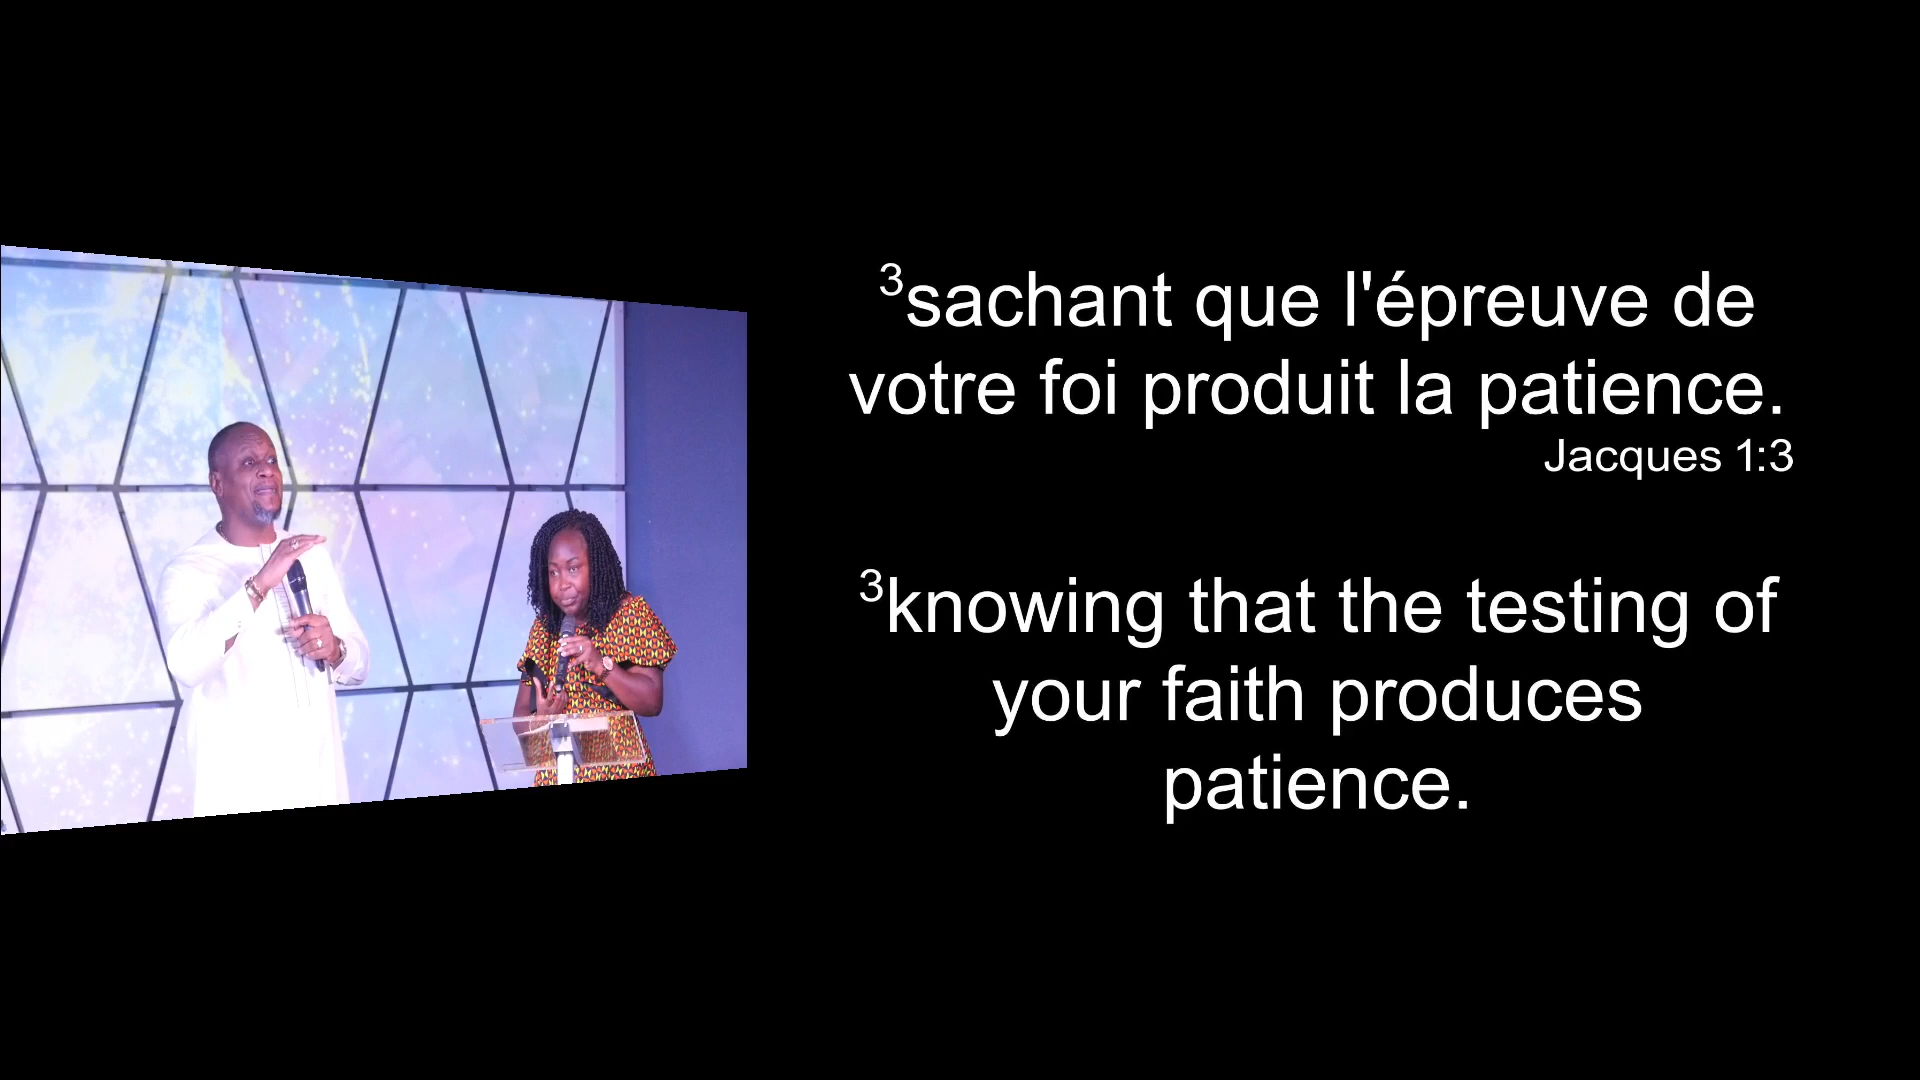 3sachant que l'épreuve de
votre foi produit la patience.
Jacques 1:3
3knowing that the testing of
your faith produces
patience.